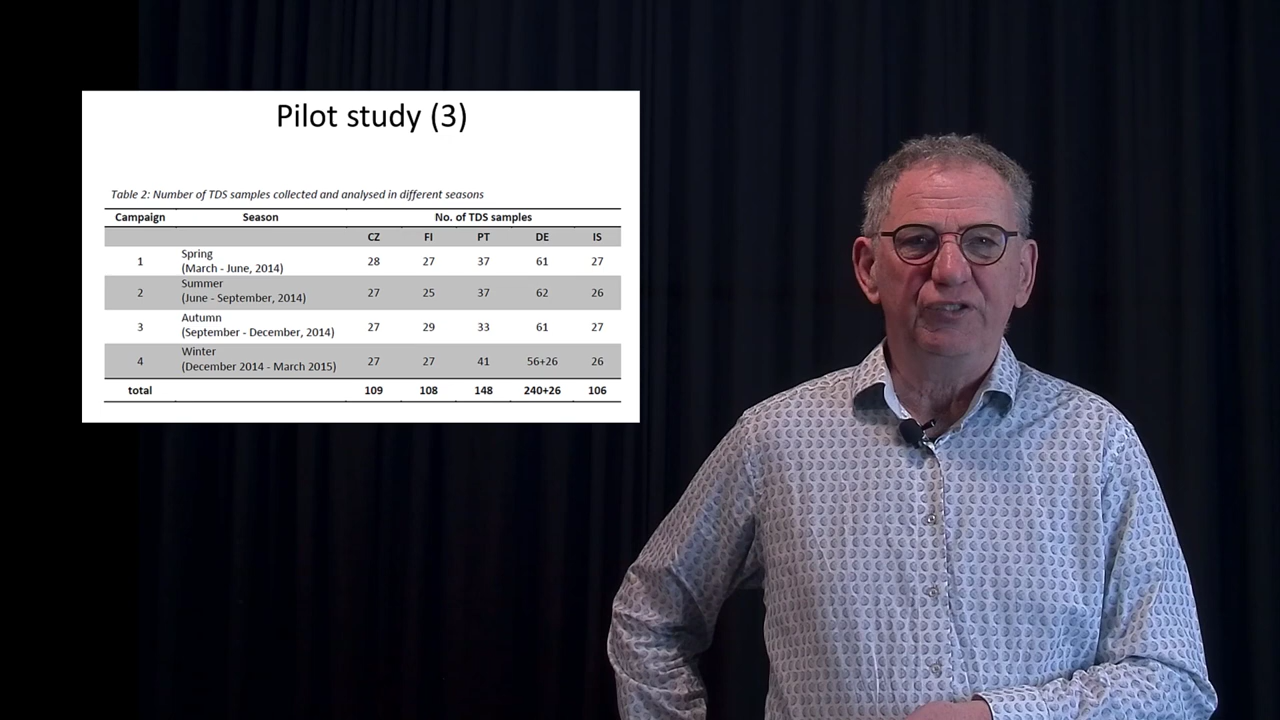 Pilot study (3)
Table 2: Number of TDS samples collected and analysed in different seasons
Campaign Season No. of TDS samples
CZ FI PT DE IS
1 Spring (March - June, 2014) 28 27 37 61 27
2 Summer (June - September, 2014) 27 25 37 62 26
3 Autumn (September - December, 2014) 27 29 33 61 27
4 Winter (December 2014 - March 2015) 27 27 41 56+26 26
total 109 108 148 240+26 106